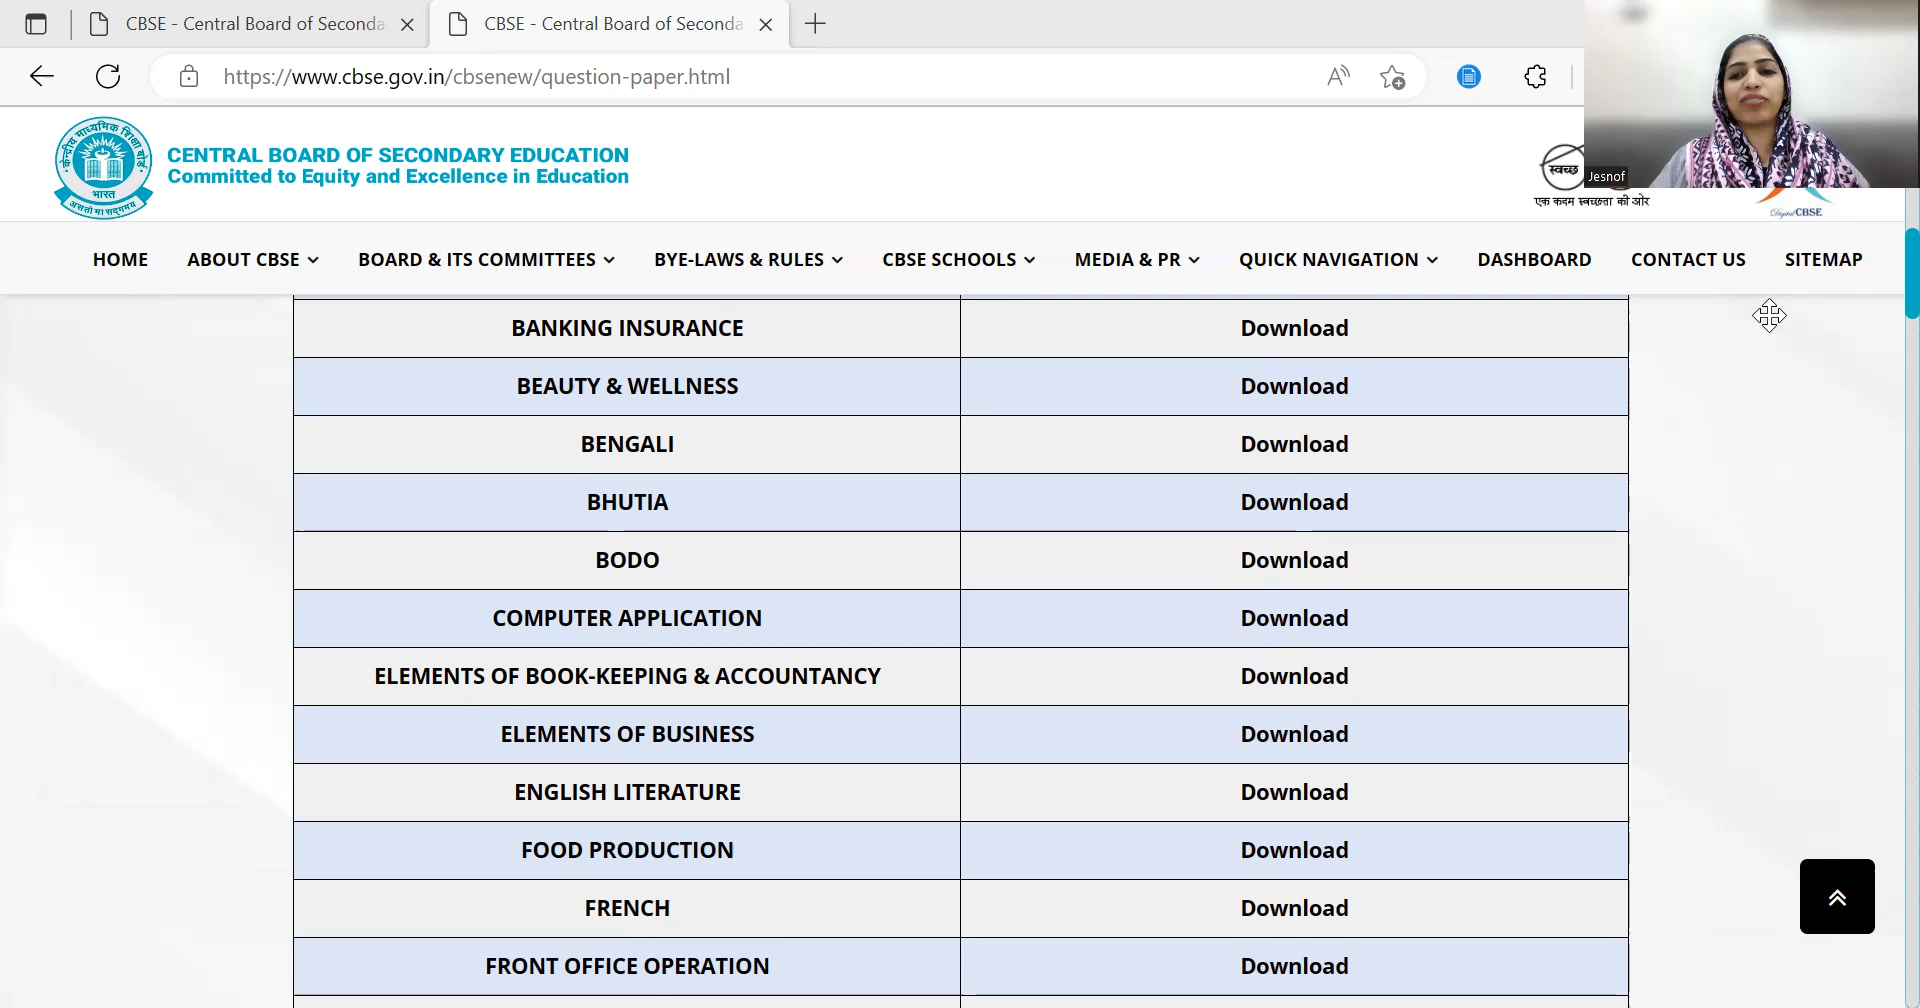 CBSE - Central Board of Seconda
CBSE - Central Board of Seconda
https://www.cbse.gov.in/cbsenew/question-paper.html
केन्द्रीय माध्यमिक शिक्षा बोर्ड
भारत
असतो मा सद्गमय
CENTRAL BOARD OF SECONDARY EDUCATION
Committed to Equity and Excellence in Education
स्वच्छ
एक कदम स्वच्छता की ओर
Jesnof
Digital CBSE
HOME ABOUT CBSE BOARD & ITS COMMITTEES BYE-LAWS & RULES CBSE SCHOOLS MEDIA & PR QUICK NAVIGATION DASHBOARD CONTACT US SITEMAP
BANKING INSURANCE Download
BEAUTY & WELLNESS Download
BENGALI Download
BHUTIA Download
BODO Download
COMPUTER APPLICATION Download
ELEMENTS OF BOOK-KEEPING & ACCOUNTANCY Download
ELEMENTS OF BUSINESS Download
ENGLISH LITERATURE Download
FOOD PRODUCTION Download
FRENCH Download
FRONT OFFICE OPERATION Download